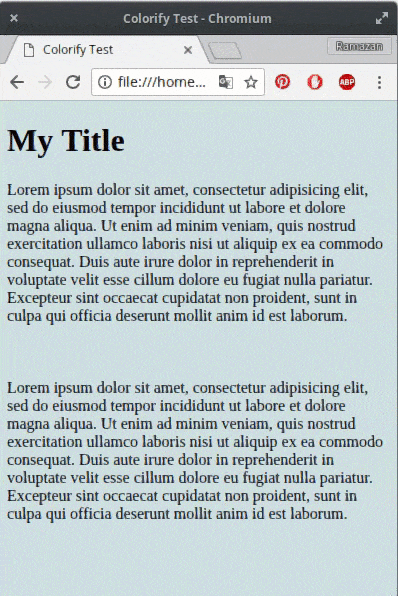 Colorify Test - Chromium
Colorify Test
Ramazan
file:///home...
ABP
My Title
Lorem ipsum dolor sit amet, consectetur adipisicing elit,
sed do eiusmod tempor incididunt ut labore et dolore
magna aliqua. Ut enim ad minim veniam, quis nostrud
exercitation ullamco laboris nisi ut aliquip ex ea commodo
consequat. Duis aute irure dolor in reprehenderit in
voluptate velit esse cillum dolore eu fugiat nulla pariatur.
Excepteur sint occaecat cupidatat non proident, sunt in
culpa qui officia deserunt mollit anim id est laborum.
Lorem ipsum dolor sit amet, consectetur adipisicing elit,
sed do eiusmod tempor incididunt ut labore et dolore
magna aliqua. Ut enim ad minim veniam, quis nostrud
exercitation ullamco laboris nisi ut aliquip ex ea commodo
consequat. Duis aute irure dolor in reprehenderit in
voluptate velit esse cillum dolore eu fugiat nulla pariatur.
Excepteur sint occaecat cupidatat non proident, sunt in
culpa qui officia deserunt mollit anim id est laborum.